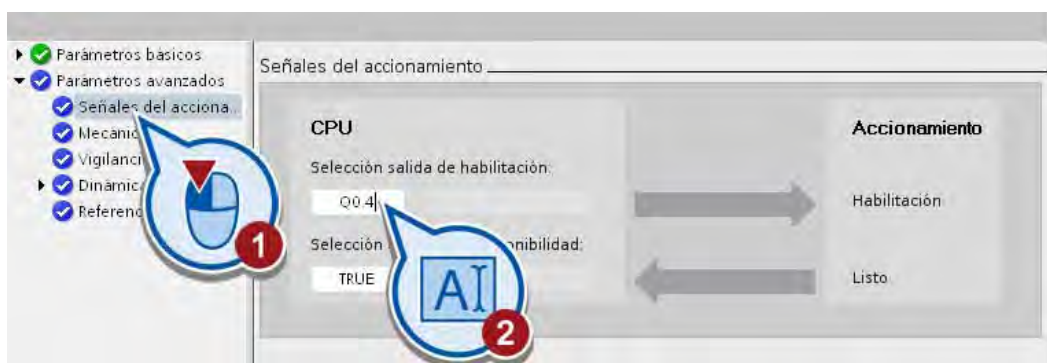 Parámetros básicos
Parámetros avanzados
Señales del acciona..
Mecánic
Vigilanci
Dinámic
Referenc
1
Señales del accionamiento
CPU
Selección salida de habilitación:
Q0.4
Selección onibilidad:
TRUE
AI
2
Accionamiento
Habilitación
Listo